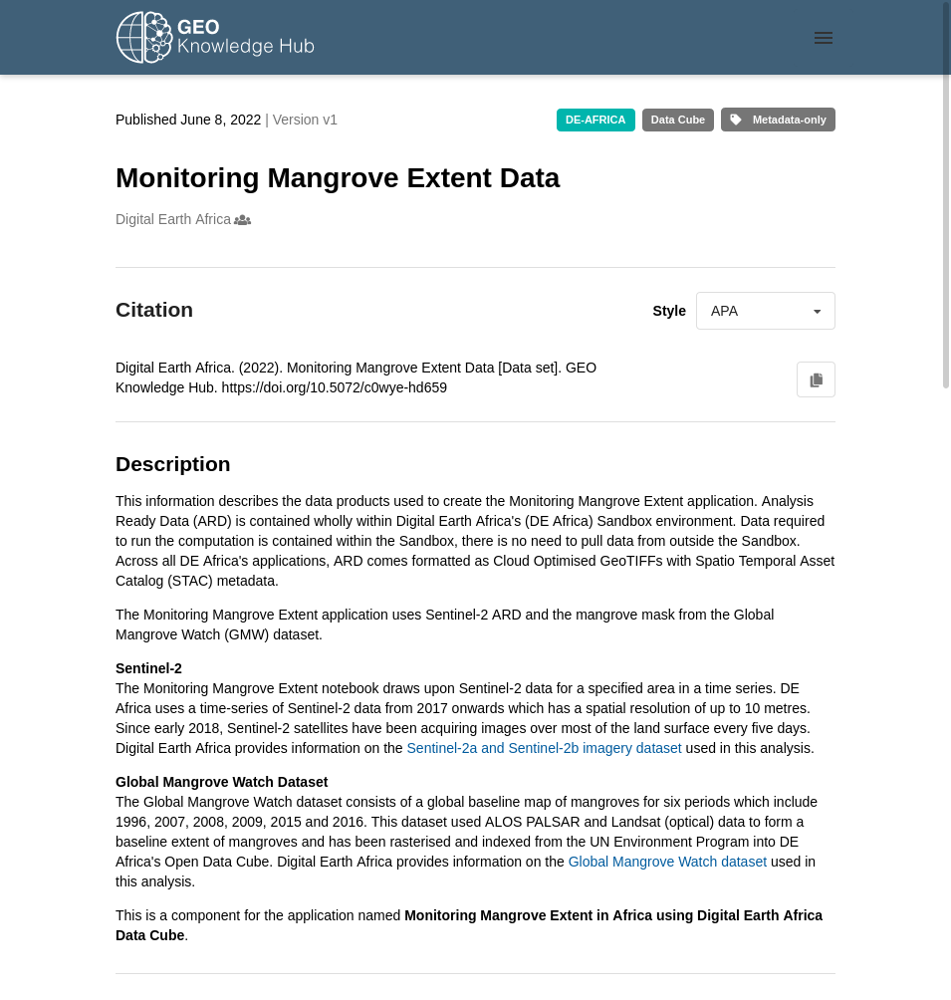 GEO
Knowledge Hub
Published June 8, 2022 | Version v1
DE-AFRICA
Data Cube
Metadata-only
Monitoring Mangrove Extent Data
Digital Earth Africa
Citation
Style
APA
Digital Earth Africa. (2022). Monitoring Mangrove Extent Data [Data set]. GEO
Knowledge Hub. https://doi.org/10.5072/c0wye-hd659
Description
This information describes the data products used to create the Monitoring Mangrove Extent application. Analysis
Ready Data (ARD) is contained wholly within Digital Earth Africa's (DE Africa) Sandbox environment. Data required
to run the computation is contained within the Sandbox, there is no need to pull data from outside the Sandbox.
Across all DE Africa's applications, ARD comes formatted as Cloud Optimised GeoTIFFs with Spatio Temporal Asset
Catalog (STAC) metadata.
The Monitoring Mangrove Extent application uses Sentinel-2 ARD and the mangrove mask from the Global
Mangrove Watch (GMW) dataset.
Sentinel-2
The Monitoring Mangrove Extent notebook draws upon Sentinel-2 data for a specified area in a time series. DE
Africa uses a time-series of Sentinel-2 data from 2017 onwards which has a spatial resolution of up to 10 metres.
Since early 2018, Sentinel-2 satellites have been acquiring images over most of the land surface every five days.
Digital Earth Africa provides information on the Sentinel-2a and Sentinel-2b imagery dataset used in this analysis.
Global Mangrove Watch Dataset
The Global Mangrove Watch dataset consists of a global baseline map of mangroves for six periods which include
1996, 2007, 2008, 2009, 2015 and 2016. This dataset used ALOS PALSAR and Landsat (optical) data to form a
baseline extent of mangroves and has been rasterised and indexed from the UN Environment Program into DE
Africa's Open Data Cube. Digital Earth Africa provides information on the Global Mangrove Watch dataset used in
this analysis.
This is a component for the application named Monitoring Mangrove Extent in Africa using Digital Earth Africa
Data Cube.